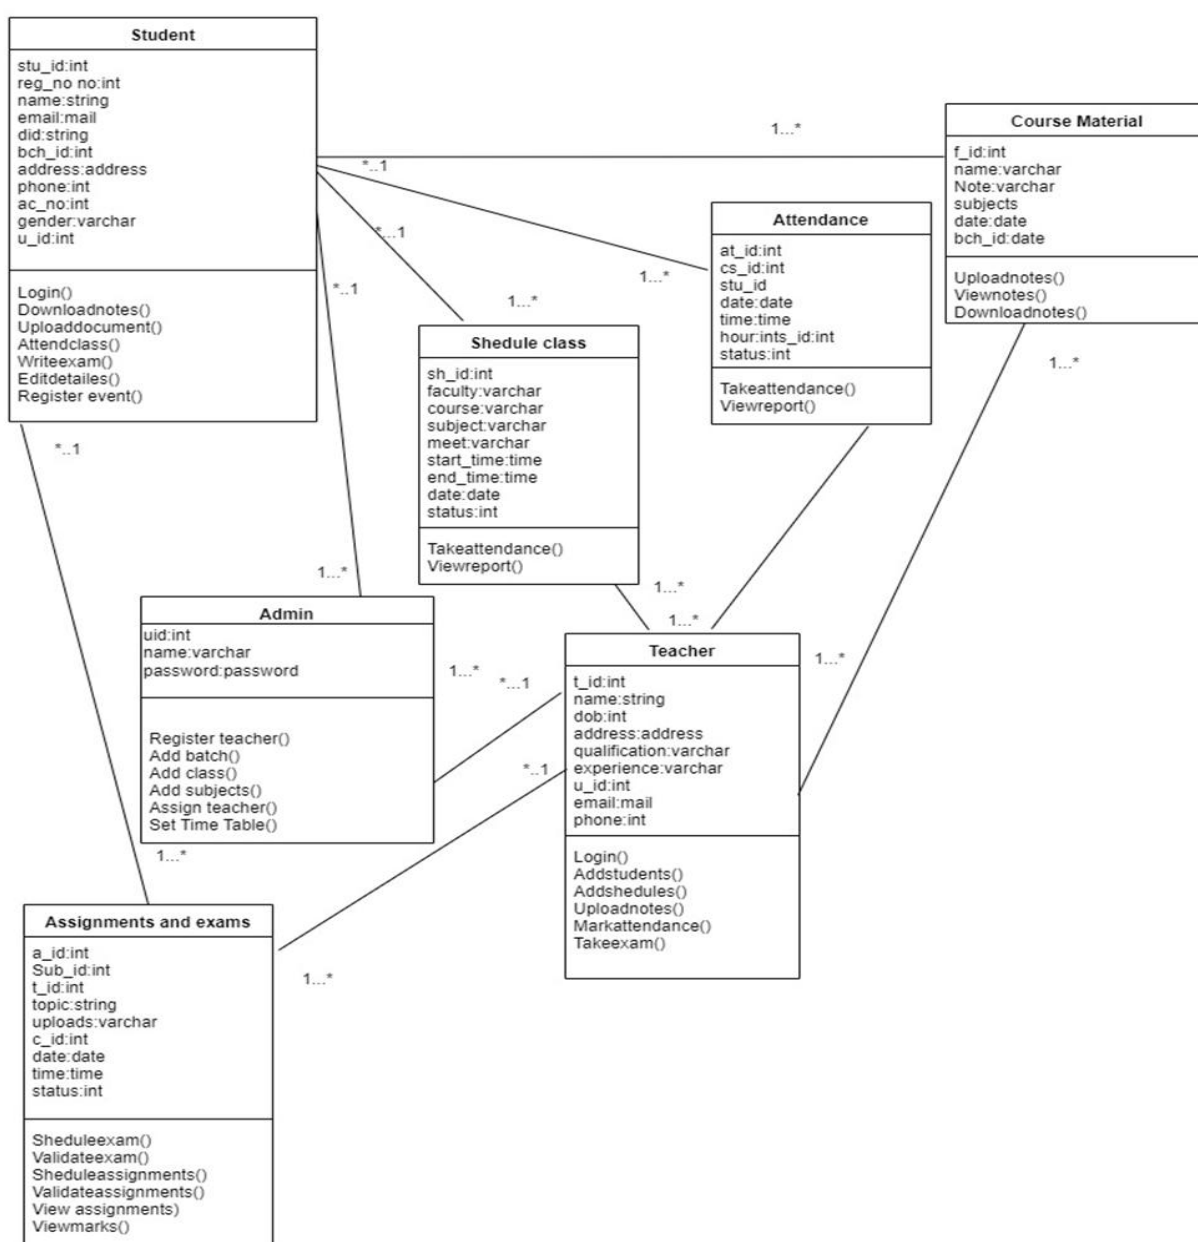 Student
stu_id:int
reg_no no:int
name:string
email:mail
did:string
bch_id:int
address:address
phone:int
ac_no:int
gender:varchar
u_id:int
Login()
Downloadnotes()
Uploaddocument()
Attendclass()
Writeexam()
Editdetailes()
Register event()
1...*
*..1
*...1
*..1
1...*
1...*
*..1
Course Material
f_id:int
name:varchar
Note:varchar
subjects
date:date
bch_id:date
Uploadnotes()
Viewnotes()
Downloadnotes()
1...*
Attendance
at_id:int
cs_id:int
stu_id
date:date
time:time
hour:ints_id:int
status:int
Takeattendance()
Viewreport()
Shedule class
sh_id:int
faculty:varchar
course:varchar
subject:varchar
meet:varchar
start_time:time
end_time:time
date:date
status:int
Takeattendance()
Viewreport()
1...*
1...*
1...*
1...*
Admin
uid:int
name:varchar
password:password
Register teacher()
Add batch()
Add class()
Add subjects()
Assign teacher()
Set Time Table()
1...*
*...1
*..1
1...*
Teacher
t_id:int
name:string
dob:int
address:address
qualification:varchar
experience:varchar
u_id:int
email:mail
phone:int
Login()
Addstudents()
Addshedules()
Uploadnotes()
Markattendance()
Takeexam()
1...*
Assignments and exams
a_id:int
Sub_id:int
t_id:int
topic:string
uploads:varchar
c_id:int
date:date
time:time
status:int
Sheduleexam()
Validateexam()
Sheduleassignments()
Validateassignments()
View assignments)
Viewmarks()